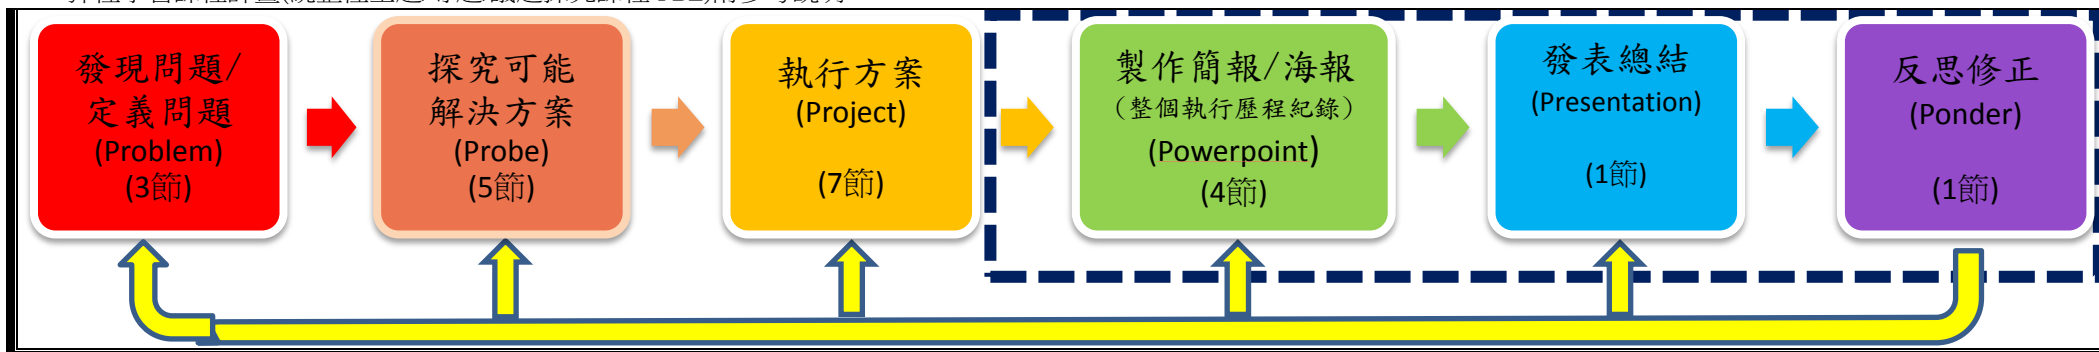 發現問題/
定義問題
(Problem)
(3節)
探究可能
解決方案
(Probe)
(5節)
執行方案
(Project)
(7節)
製作簡報/海報
(整個執行歷程紀錄)
(Powerpoint)
(4節)
發表總結
(Presentation)
(1節)
反思修正
(Ponder)
(1節)